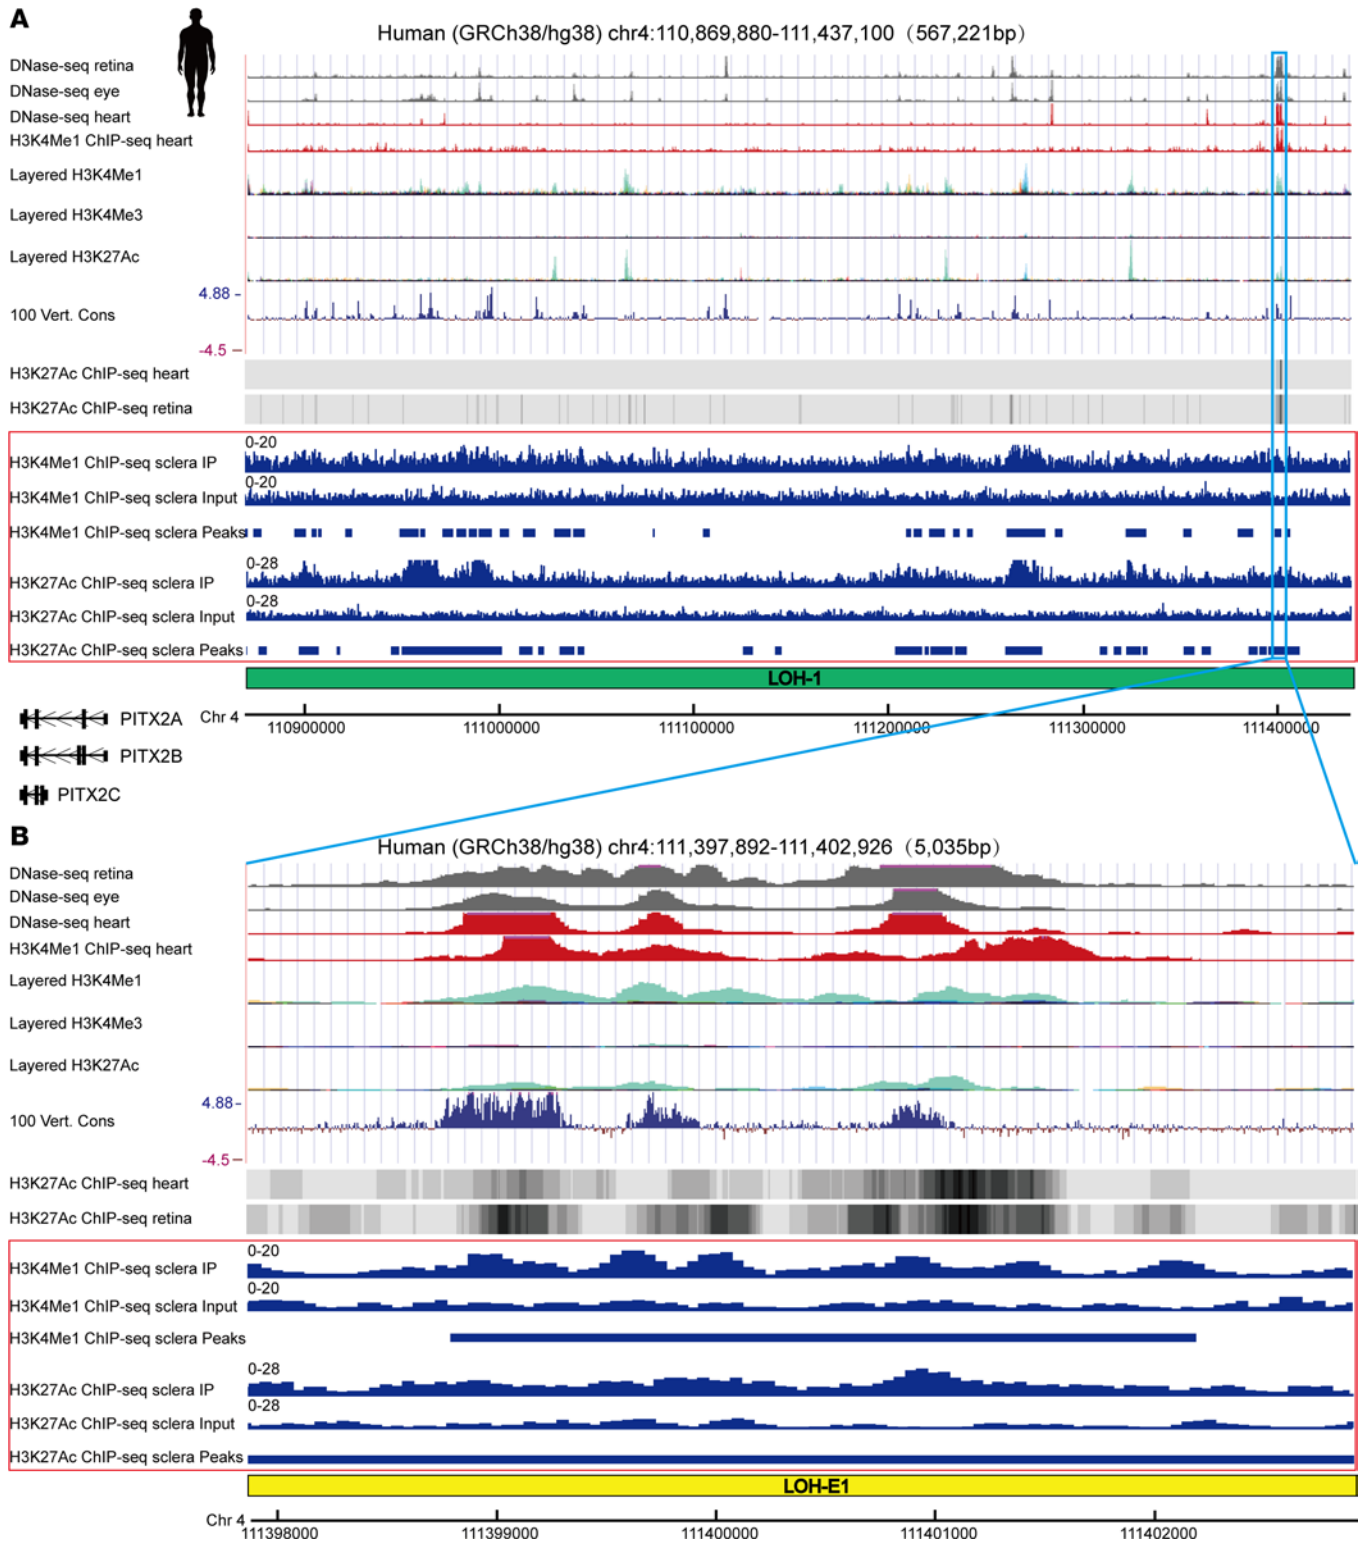 A
Human (GRCh38/hg38) chr4:110,869,880-111,437,100（567,221bp）
DNase-seq retina
DNase-seq eye
DNase-seq heart
H3K4Me1 ChIP-seq heart
Layered H3K4Me1
Layered H3K4Me3
Layered H3K27Ac
4.88
100 Vert. Cons
-4.5
H3K27Ac ChIP-seq heart
H3K27Ac ChIP-seq retina
0-20
H3K4Me1 ChIP-seq sclera IP
0-20
H3K4Me1 ChIP-seq sclera Input
H3K4Me1 ChIP-seq sclera Peaks
0-28
H3K27Ac ChIP-seq sclera IP
0-28
H3K27Ac ChIP-seq sclera Input
H3K27Ac ChIP-seq sclera Peaks
LOH-1
PITX2A Chr 4
110900000 111000000 111100000 111200000 111300000 111400000
PITX2B
PITX2C
B
Human (GRCh38/hg38) chr4:111,397,892-111,402,926（5,035bp）
DNase-seq retina
DNase-seq eye
DNase-seq heart
H3K4Me1 ChIP-seq heart
Layered H3K4Me1
Layered H3K4Me3
Layered H3K27Ac
4.88
100 Vert. Cons
-4.5
H3K27Ac ChIP-seq heart
H3K27Ac ChIP-seq retina
0-20
H3K4Me1 ChIP-seq sclera IP
0-20
H3K4Me1 ChIP-seq sclera Input
H3K4Me1 ChIP-seq sclera Peaks
0-28
H3K27Ac ChIP-seq sclera IP
0-28
H3K27Ac ChIP-seq sclera Input
H3K27Ac ChIP-seq sclera Peaks
LOH-E1
Chr 4
111398000 111399000 111400000 111401000 111402000